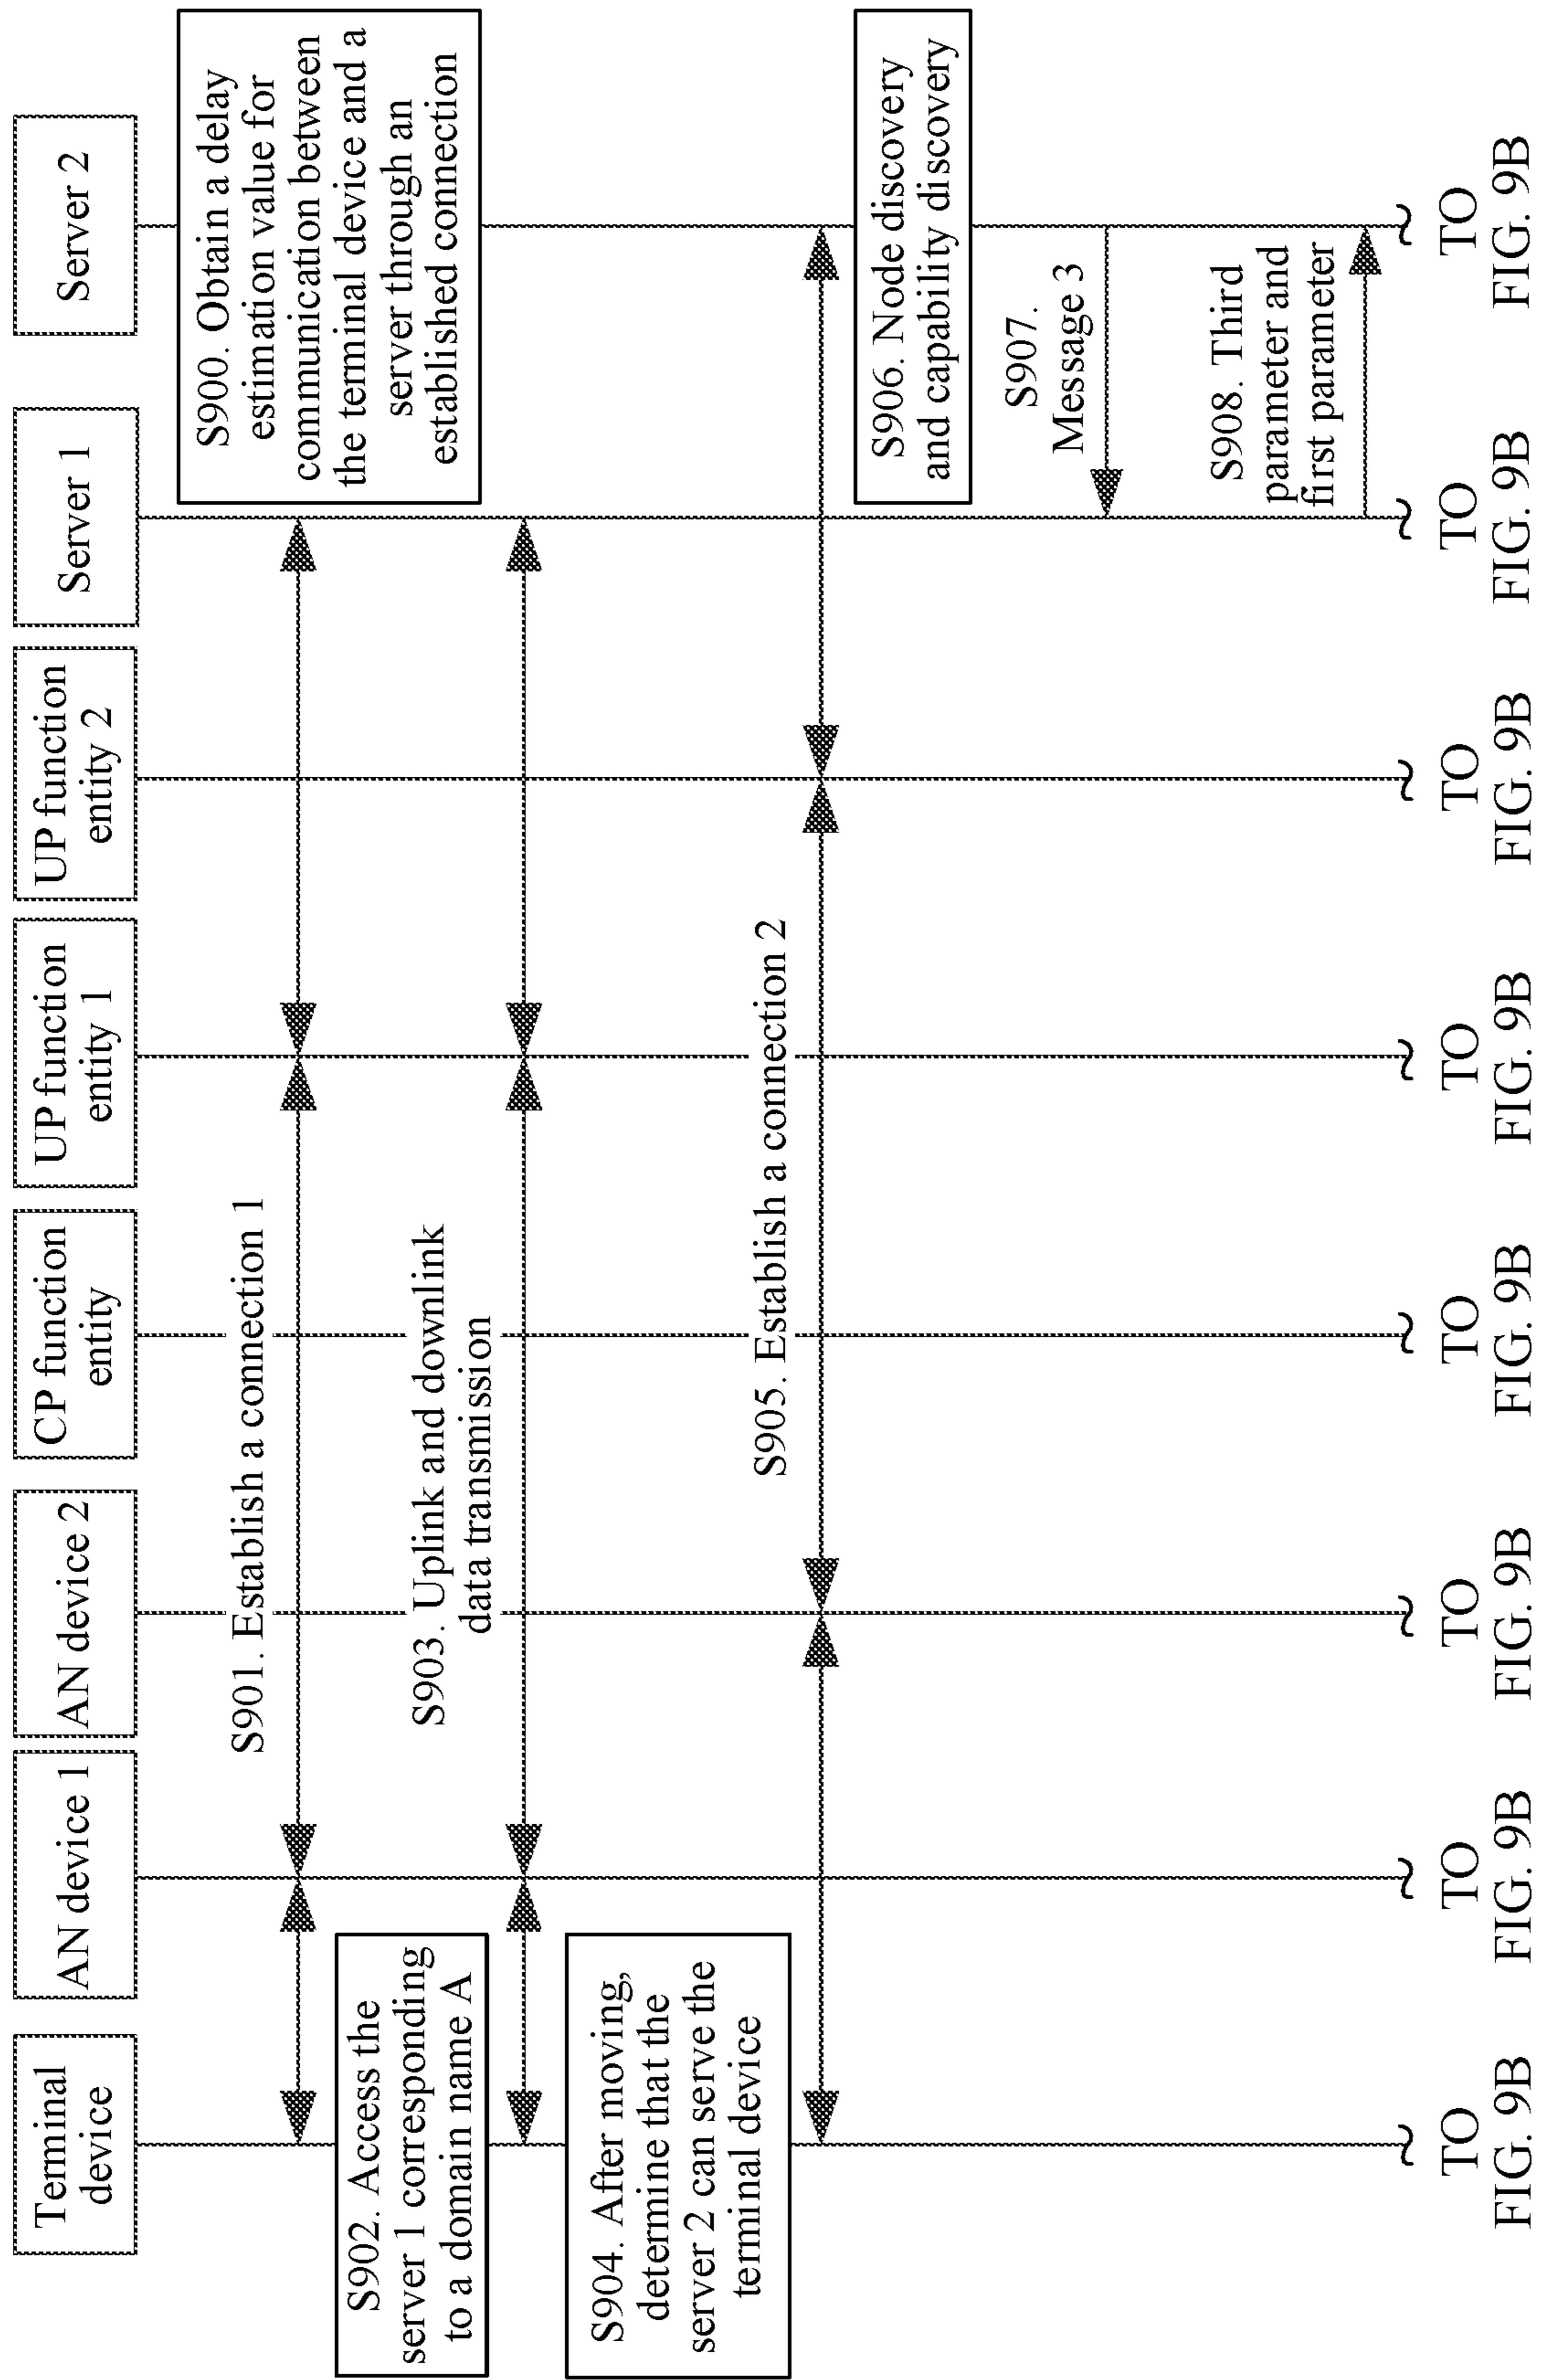 Terminal
device
AN device 1
AN device 2
CP function
entity
UP function
entity 1
UP function
entity 2
Server 1
Server 2
S900. Obtain a delay
estimation value for
communication between
the terminal device and a
server through an
established connection
S901. Establish a connection 1
S902. Access the
server 1 corresponding
to a domain name A
S903. Uplink and downlink
data transmission
S904. After moving,
determine that the
server 2 can serve the
terminal device
S905. Establish a connection 2
S906. Node discovery
and capability discovery
S907.
Message 3
S908. Third
parameter and
first parameter
TO
FIG. 9B
TO
FIG. 9B
TO
FIG. 9B
TO
FIG. 9B
TO
FIG. 9B
TO
FIG. 9B
TO
FIG. 9B
TO
FIG. 9B